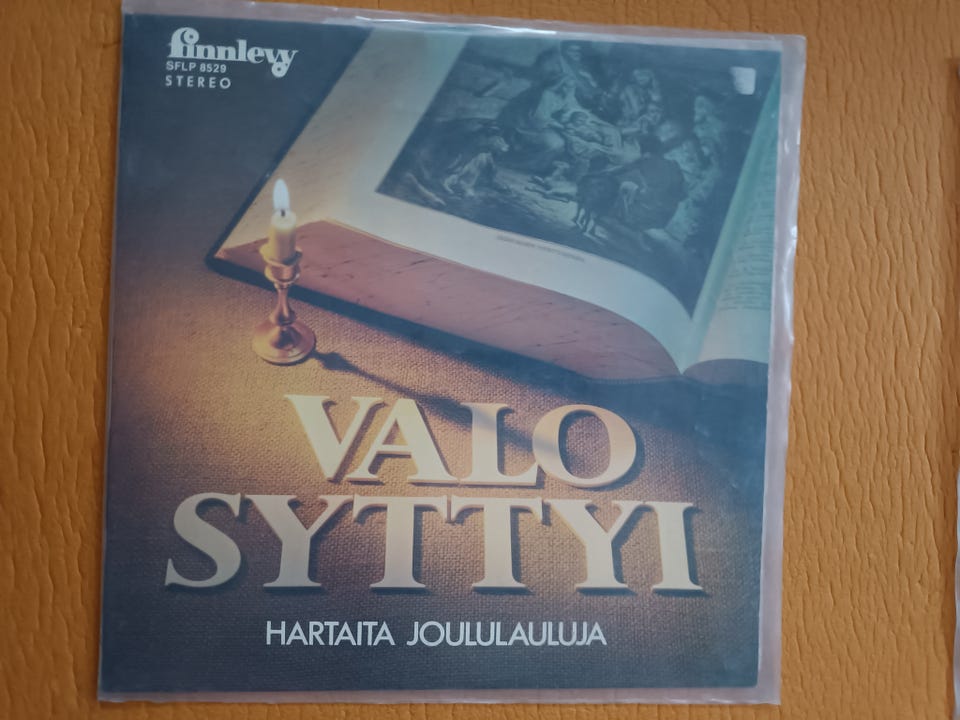 finnlevy
SFLP 8529
STEREO
VALO
SYTTYI
HARTAITA JOULULAULUJA